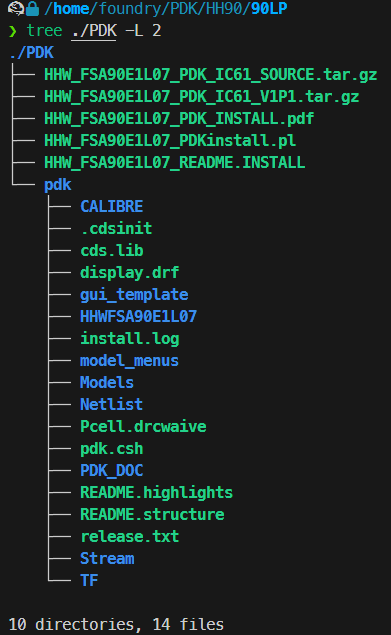 /home/foundry/PDK/HH90/90LP
❯ tree ./PDK -L 2
./PDK
├── HHW_FSA90E1L07_PDK_IC61_SOURCE.tar.gz
├── HHW_FSA90E1L07_PDK_IC61_V1P1.tar.gz
├── HHW_FSA90E1L07_PDK_INSTALL.pdf
├── HHW_FSA90E1L07_PDKinstall.pl
├── HHW_FSA90E1L07_README.INSTALL
└── pdk
    ├── CALIBRE
    ├── .cdsinit
    ├── cds.lib
    ├── display.drf
    ├── gui_template
    ├── HHWFSA90E1L07
    ├── install.log
    ├── model_menus
    ├── Models
    ├── Netlist
    ├── Pcell.drcwaive
    ├── pdk.csh
    ├── PDK_DOC
    ├── README.highlights
    ├── README.structure
    ├── release.txt
    ├── Stream
    └── TF
10 directories, 14 files